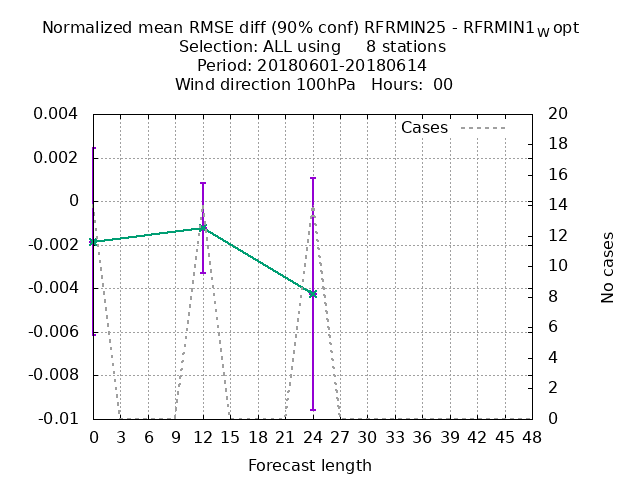 Normalized mean RMSE diff (90% conf) RFRMIN25 - RFRMIN1W opt
Selection: ALL using     8 stations
Period: 20180601-20180614
Wind direction 100hPa   Hours:  00
Cases
0.004
0.002
0
-0.002
-0.004
-0.006
-0.008
-0.01
20
18
16
14
12
10
8
6
4
2
0
No cases
0 3 6 9 12 15 18 21 24 27 30 33 36 39 42 45 48
Forecast length